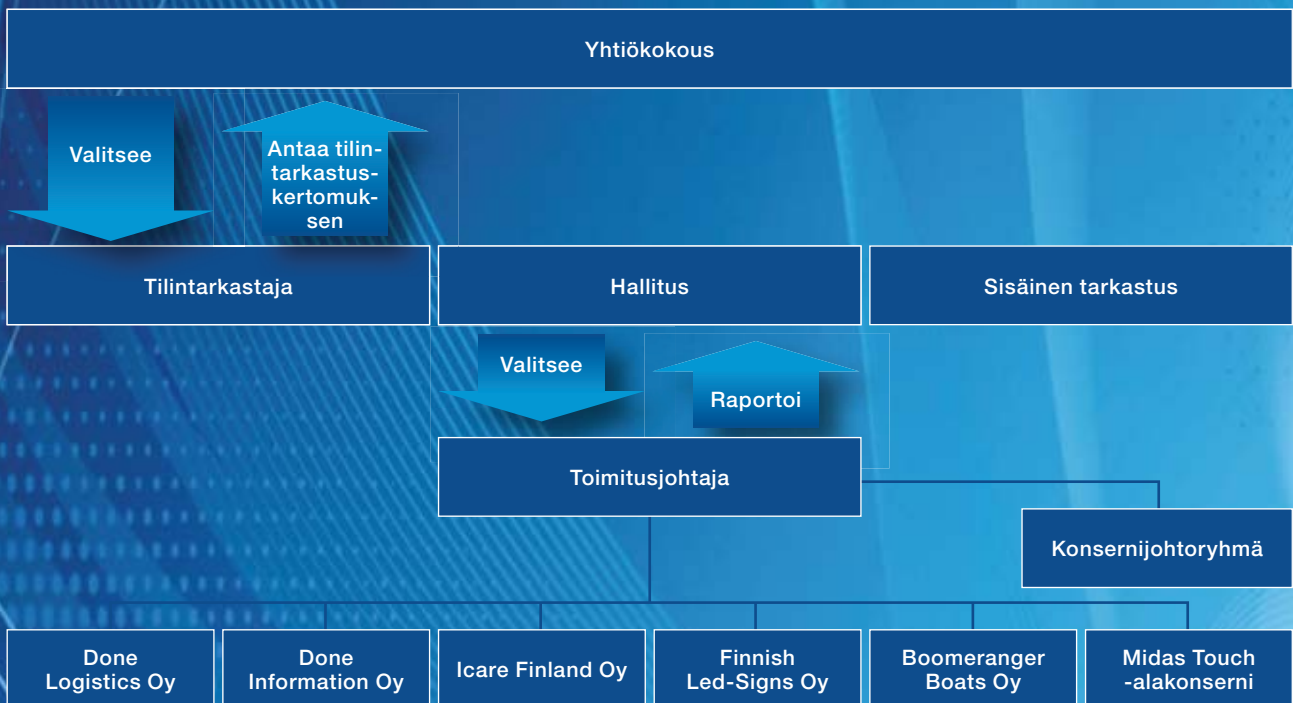 Yhtiökokous
Valitsee
Antaa tilin-
tarkastus-
kertomuk-
sen
Tilintarkastaja
Hallitus
Sisäinen tarkastus
Valitsee
Raportoi
Toimitusjohtaja
Konsernijohtoryhmä
Done
Logistics Oy
Done
Information Oy
Icare Finland Oy
Finnish
Led-Signs Oy
Boomeranger
Boats Oy
Midas Touch
-alakonserni